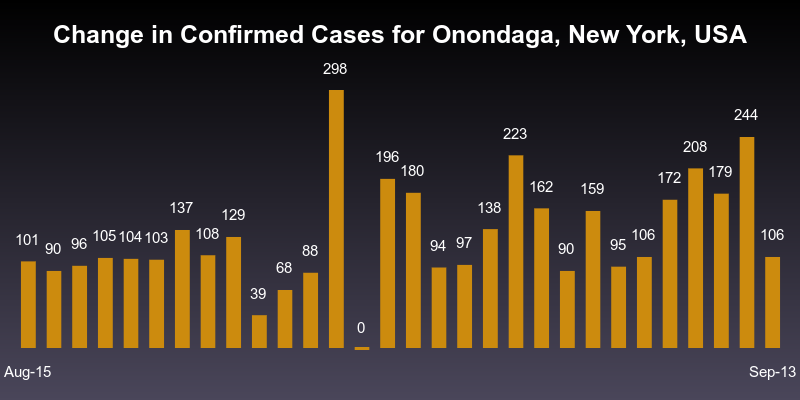 Change in Confirmed Cases for Onondaga, New York, USA
101 90 96 105 104 103 137 108 129 39 68 88 298 0 196 180 94 97 138 223 162 90 159 95 106 172 208 179 244 106
Aug-15 Sep-13